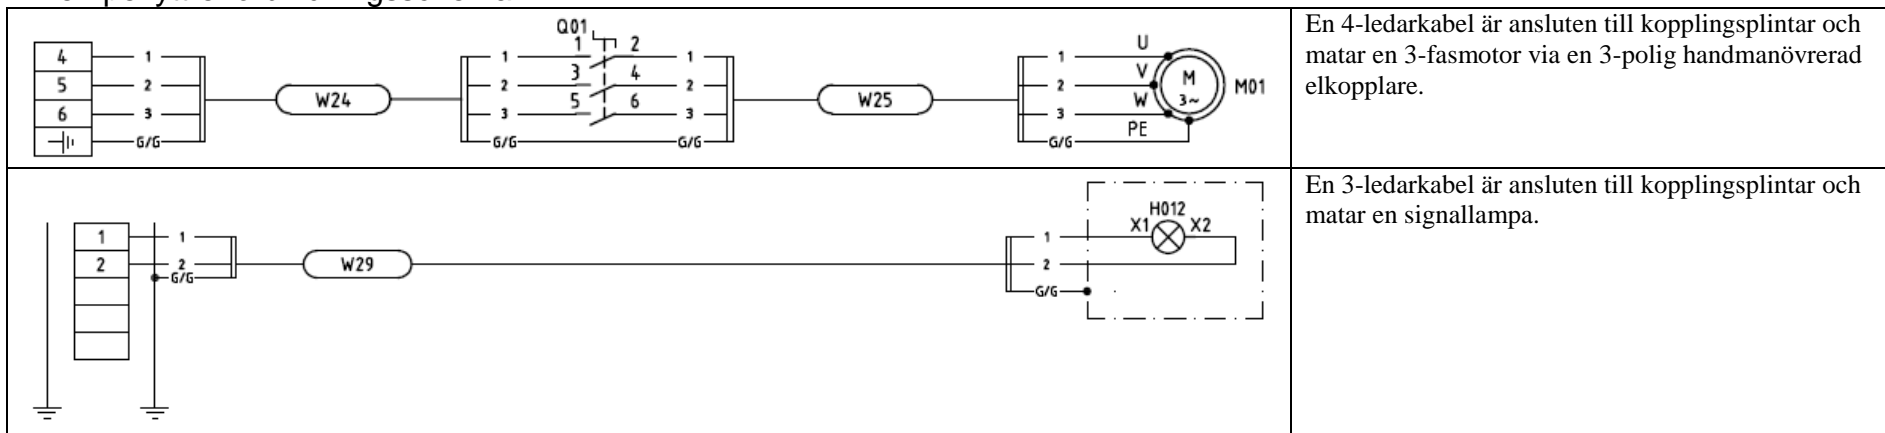 Q01
1 2
4 1 1 1 1 U
3 4
5 2 W24 2 2 W25 2 V M M01
5 6
6 3 3 3 3 W 3~
PE
G/G G/G G/G G/G
En 4-ledarkabel är ansluten till kopplingsplintar och
matar en 3-fasmotor via en 3-polig handmanövrerad
elkopplare.
H012
1 1 1 X1 X2
2 2 W29 2
G/G G/G
En 3-ledarkabel är ansluten till kopplingsplintar och
matar en signallampa.